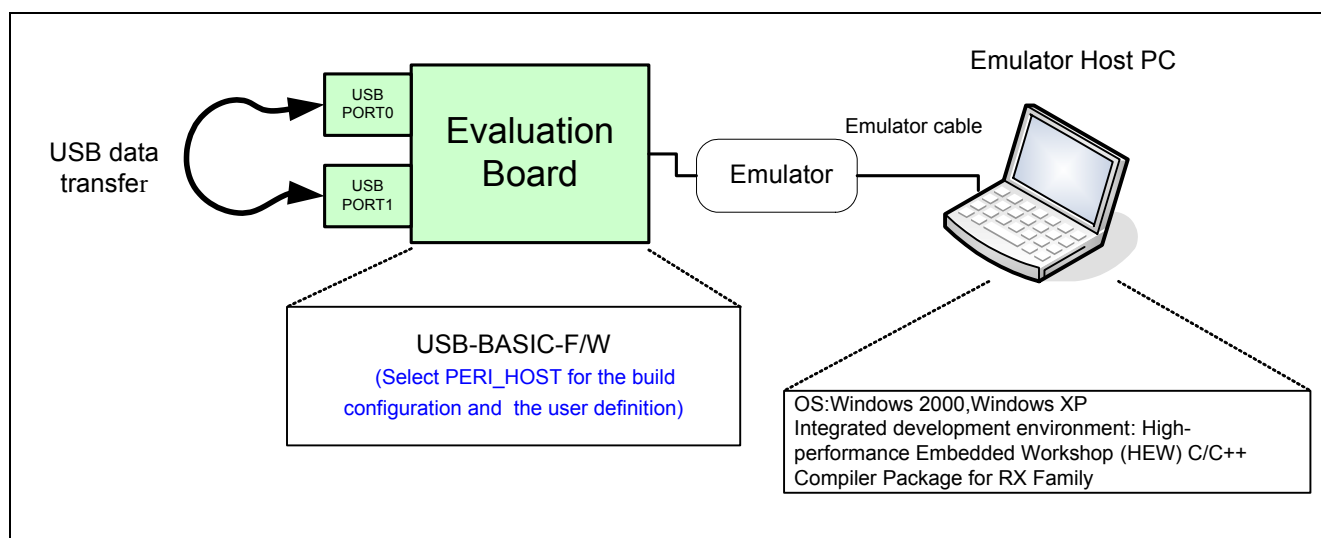 Emulator Host PC
USB
PORT0
USB data
transfer
USB
PORT1
Evaluation
Board
Emulator
Emulator cable
USB-BASIC-F/W
(Select PERI_HOST for the build
configuration and the user definition)
OS:Windows 2000,Windows XP
Integrated development environment: High-
performance Embedded Workshop (HEW) C/C++
Compiler Package for RX Family